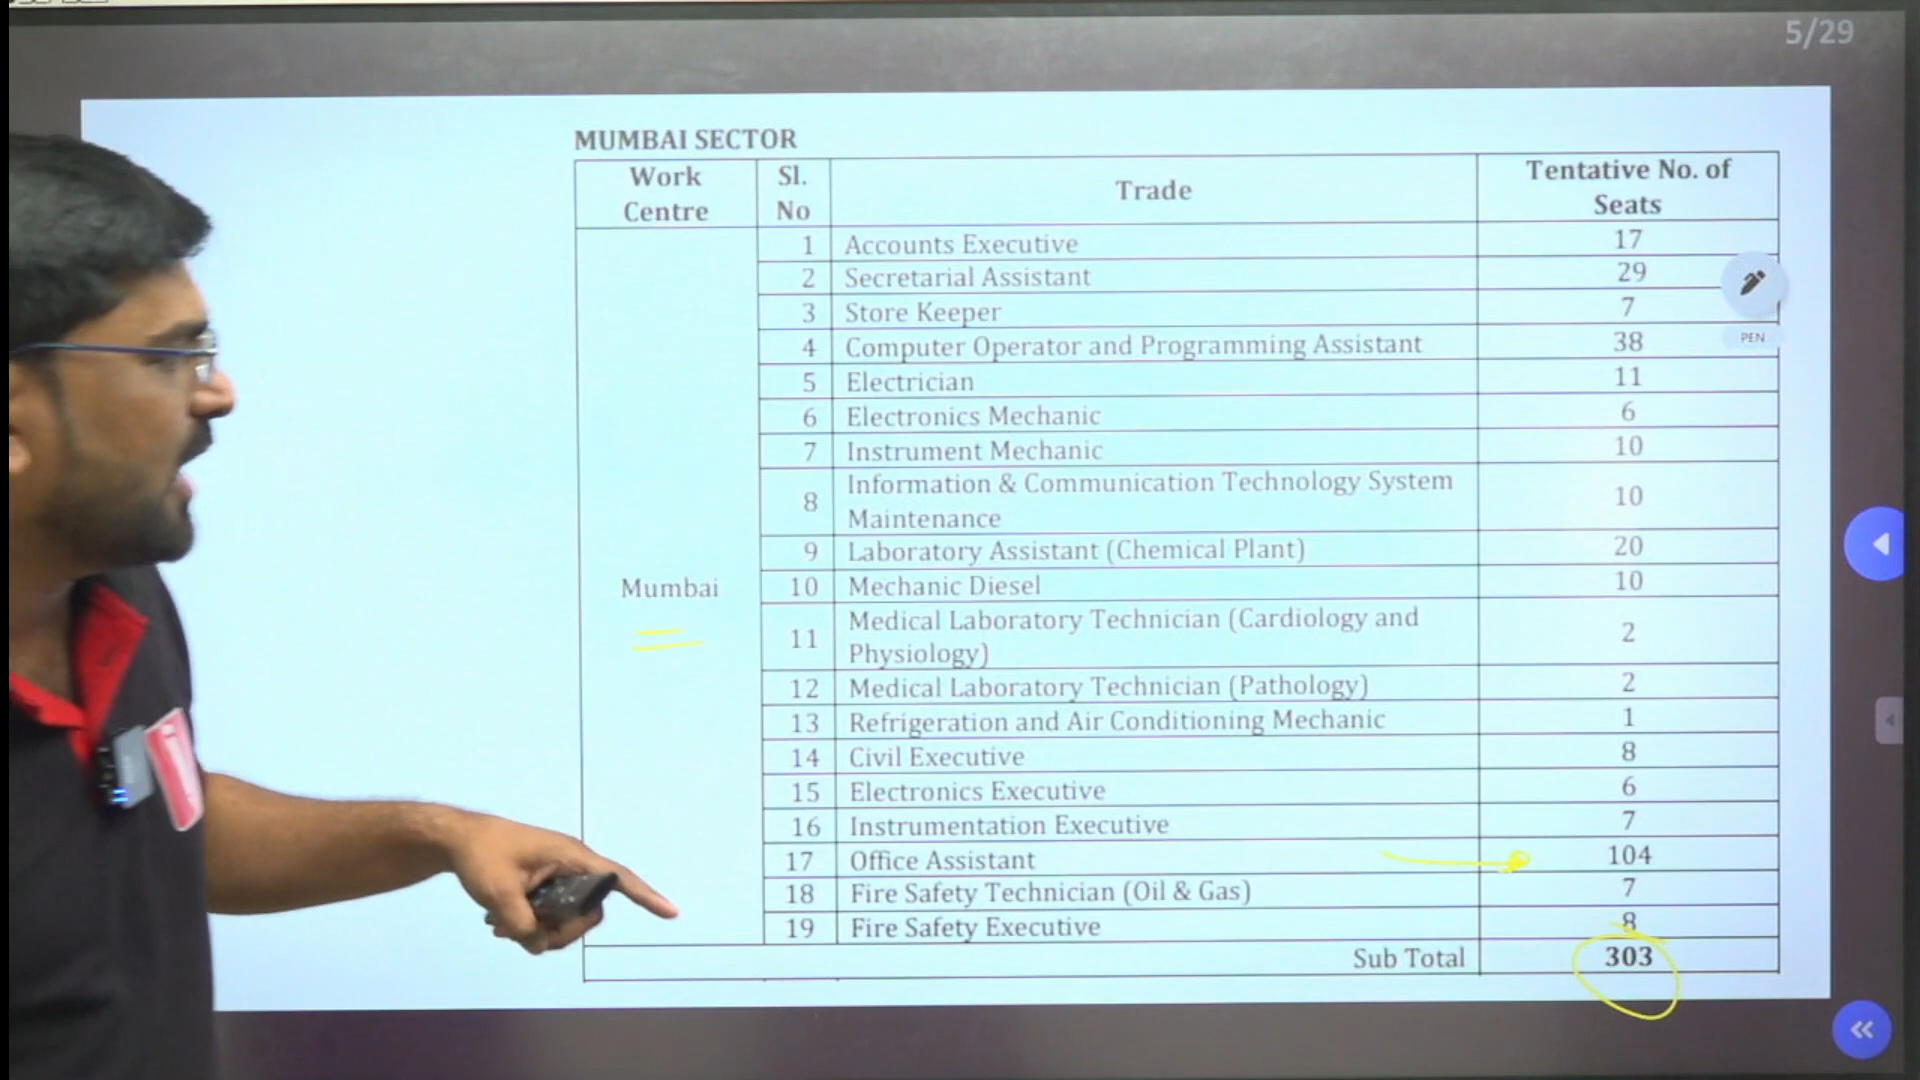 5/29
MUMBAI SECTOR
Work Centre Sl. No Trade Tentative No. of Seats
1 Accounts Executive 17
2 Secretarial Assistant 29
3 Store Keeper 7
4 Computer Operator and Programming Assistant 38
5 Electrician 11
6 Electronics Mechanic 6
7 Instrument Mechanic 10
8 Information & Communication Technology System Maintenance 10
9 Laboratory Assistant (Chemical Plant) 20
Mumbai 10 Mechanic Diesel 10
11 Medical Laboratory Technician (Cardiology and Physiology) 2
12 Medical Laboratory Technician (Pathology) 2
13 Refrigeration and Air Conditioning Mechanic 1
14 Civil Executive 8
15 Electronics Executive 6
16 Instrumentation Executive 7
17 Office Assistant 104
18 Fire Safety Technician (Oil & Gas) 7
19 Fire Safety Executive 8
Sub Total 303
PEN